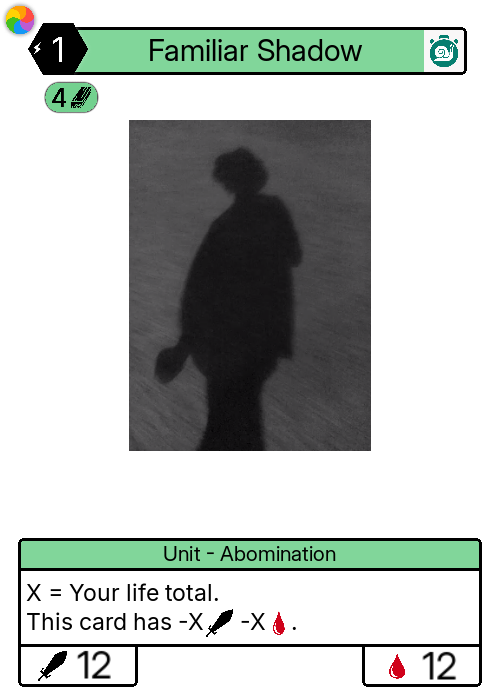 1 Familiar Shadow
4
Unit - Abomination
X = Your life total.
This card has -X -X .
12 12